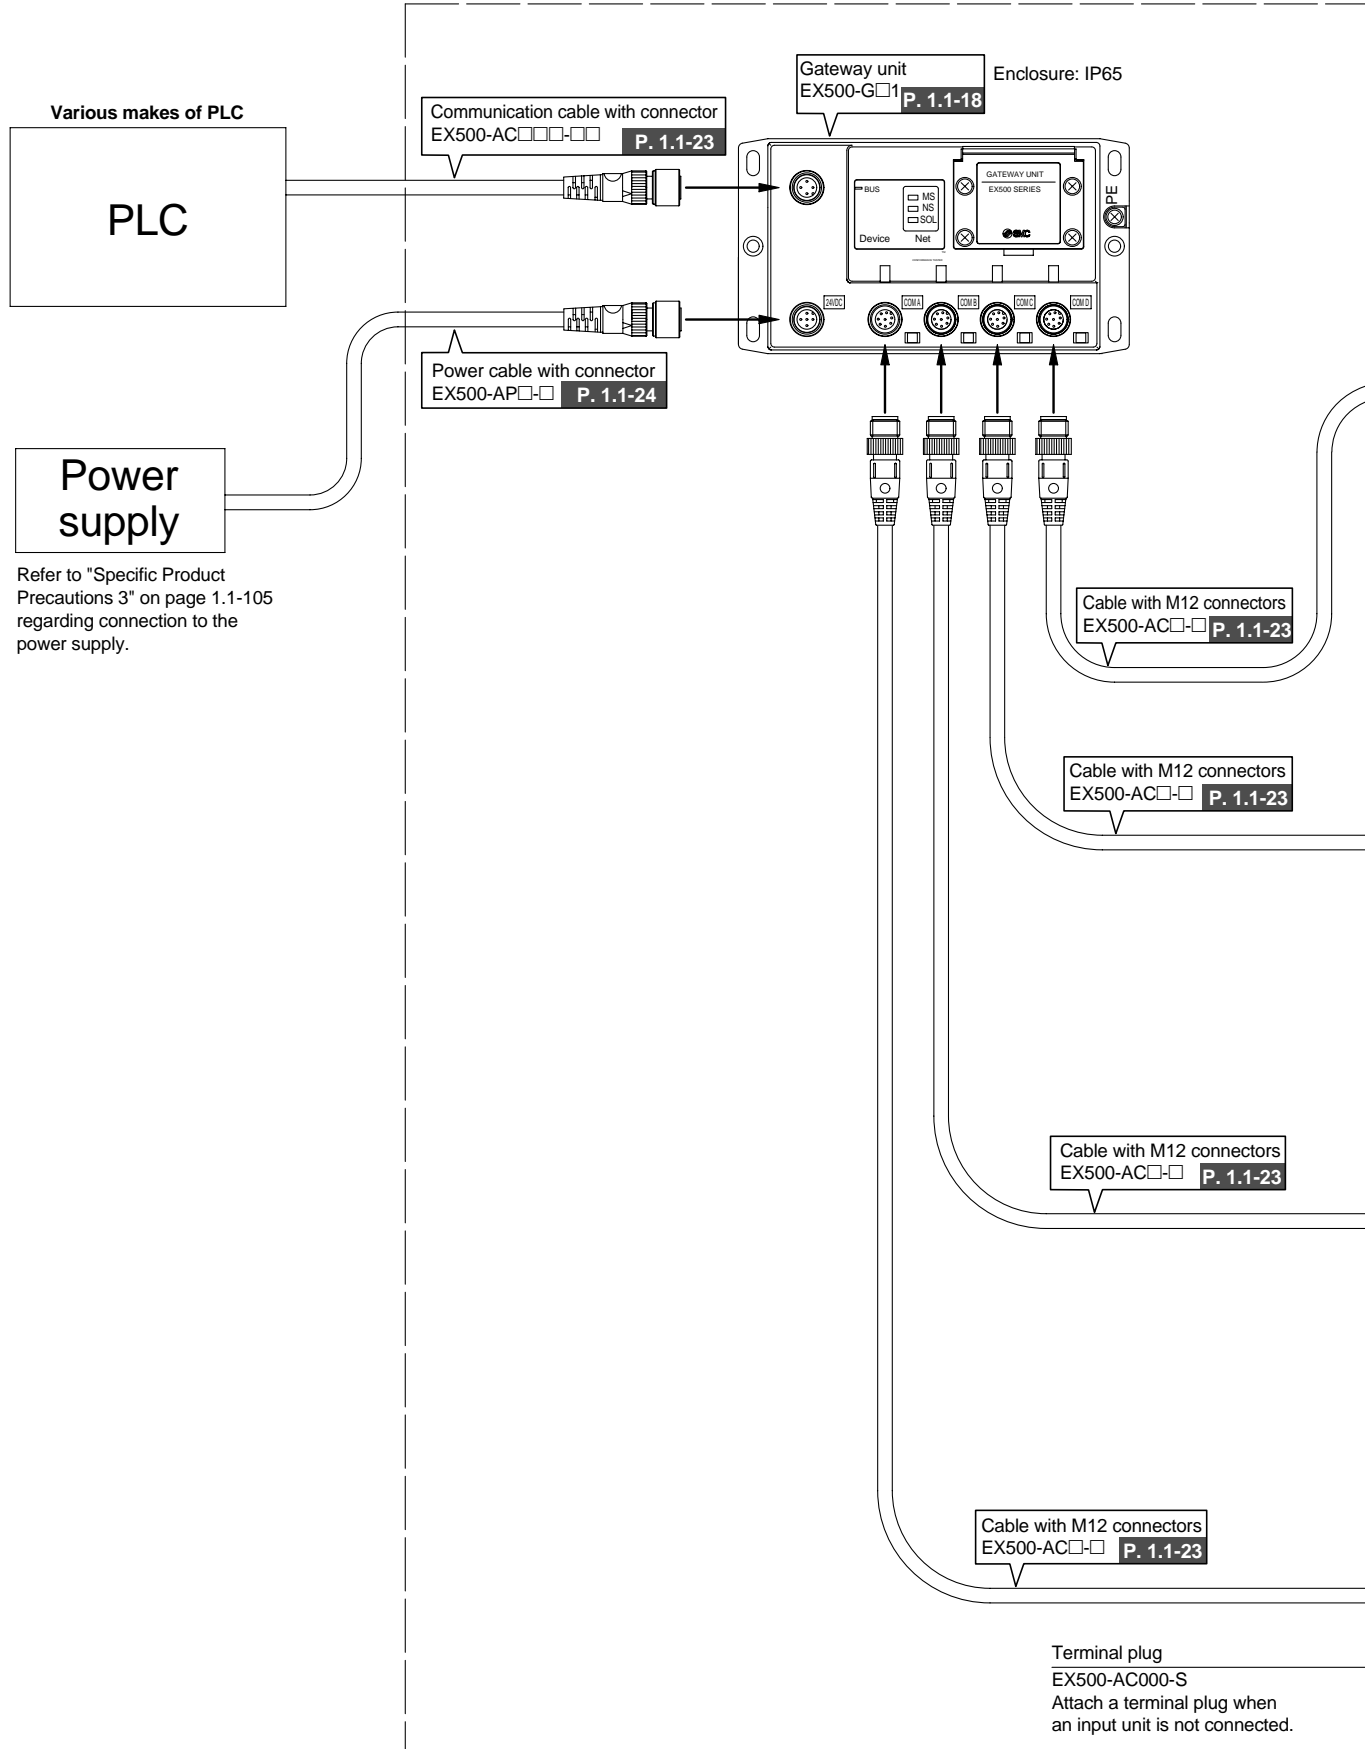 Various makes of PLC
PLC
Communication cable with connector
EX500-AC□□□-□□ P. 1.1-23
Gateway unit
EX500-G□1 P. 1.1-18
Enclosure: IP65
GATEWAY UNIT
EX500 SERIES
SMC
PE
BUS
MS
NS
SOL
Device Net
24VDC
COM A
COM B
COM C
COM D
Power cable with connector
EX500-AP□-□ P. 1.1-24
Power
supply
Refer to "Specific Product
Precautions 3" on page 1.1-105
regarding connection to the
power supply.
Cable with M12 connectors
EX500-AC□-□ P. 1.1-23
Cable with M12 connectors
EX500-AC□-□ P. 1.1-23
Cable with M12 connectors
EX500-AC□-□ P. 1.1-23
Cable with M12 connectors
EX500-AC□-□ P. 1.1-23
Terminal plug
EX500-AC000-S
Attach a terminal plug when
an input unit is not connected.